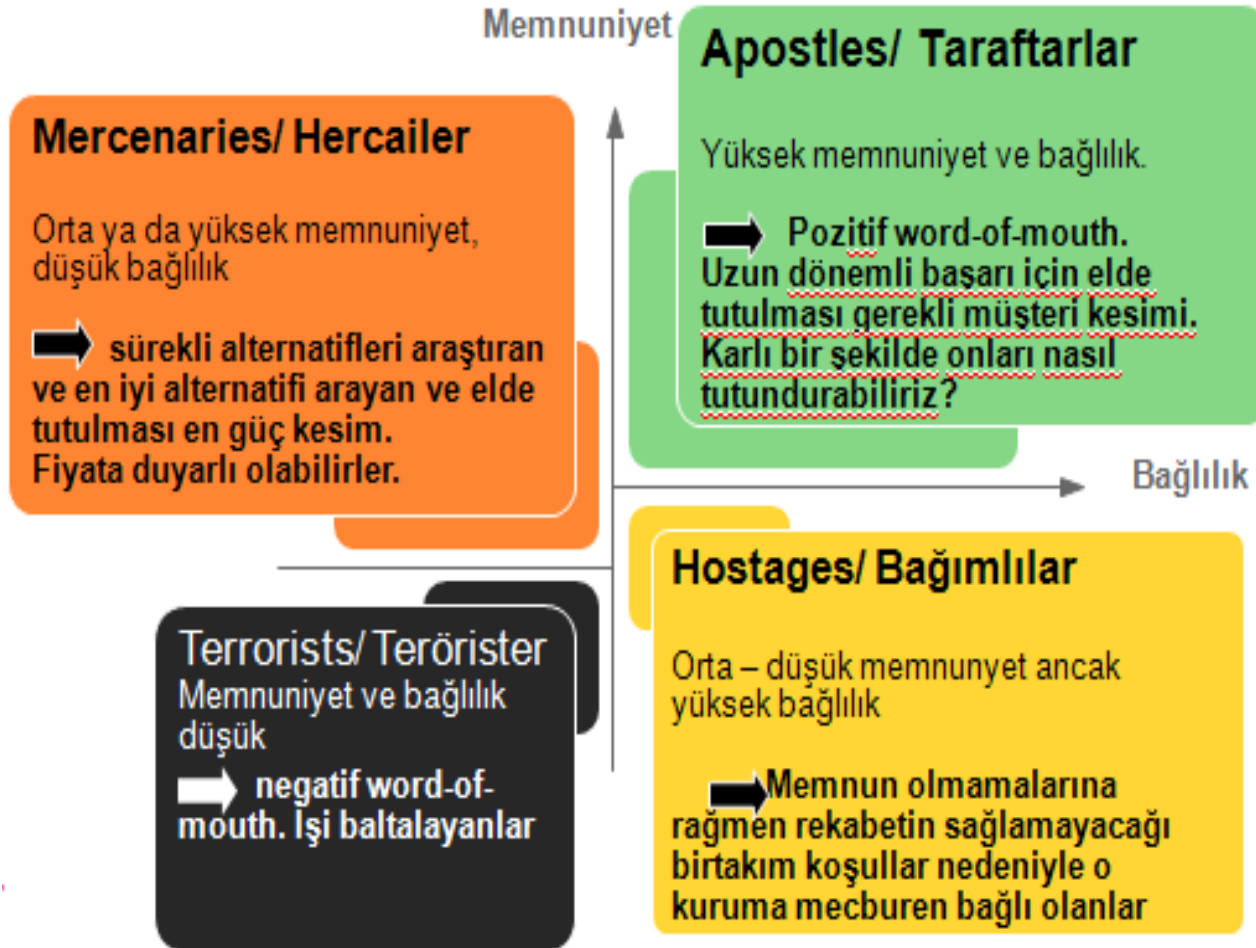 Memnuniyet
Apostles/ Taraftarlar
Yüksek memnuniyet ve bağlılık.
Pozitif word-of-mouth.
Uzun dönemli başarı için elde
tutulması gerekli müşteri kesimi.
Karlı bir şekilde onları nasıl
tutundurabiliriz?
Mercenaries/ Hercailer
Orta ya da yüksek memnuniyet,
düşük bağlılık
sürekli alternatifleri araştıran
ve en iyi alternatifi arayan ve elde
tutulması en güç kesim.
Fiyata duyarlı olabilirler.
Bağlılık
Terrorists/ Terörister
Memnuniyet ve bağlılık
düşük
negatif word-of-
mouth. Işi baltalayanlar
Hostages/ Bağımlılar
Orta – düşük memnunyet ancak
yüksek bağlılık
Memnun olmamalarına
rağmen rekabetin sağlamayacağı
birtakım koşullar nedeniyle o
kuruma mecburen bağlı olanlar